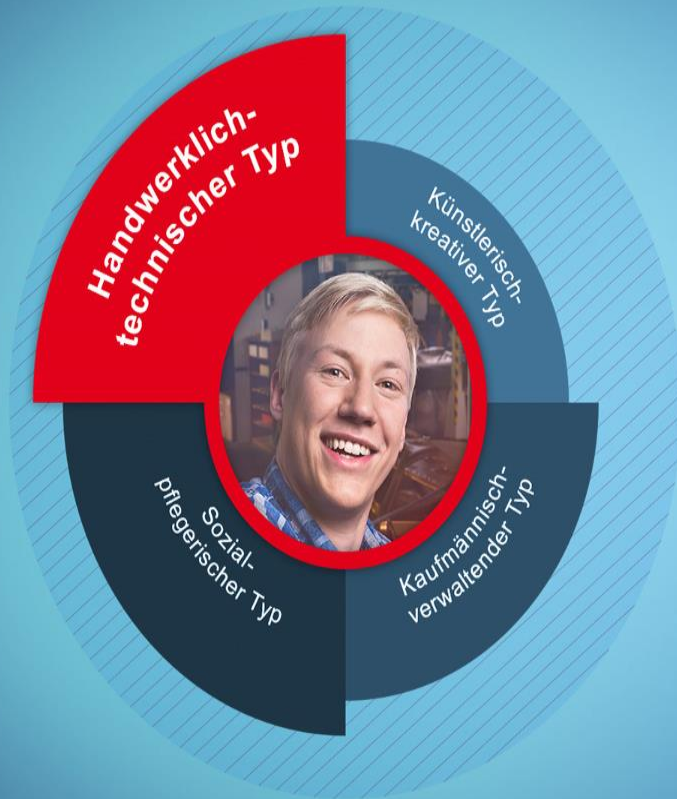 Handwerklich-
technischer Typ
Künstlerisch-
kreativer Typ
Sozial-
pflegerischer Typ
Kaufmännisch-
verwaltender Typ